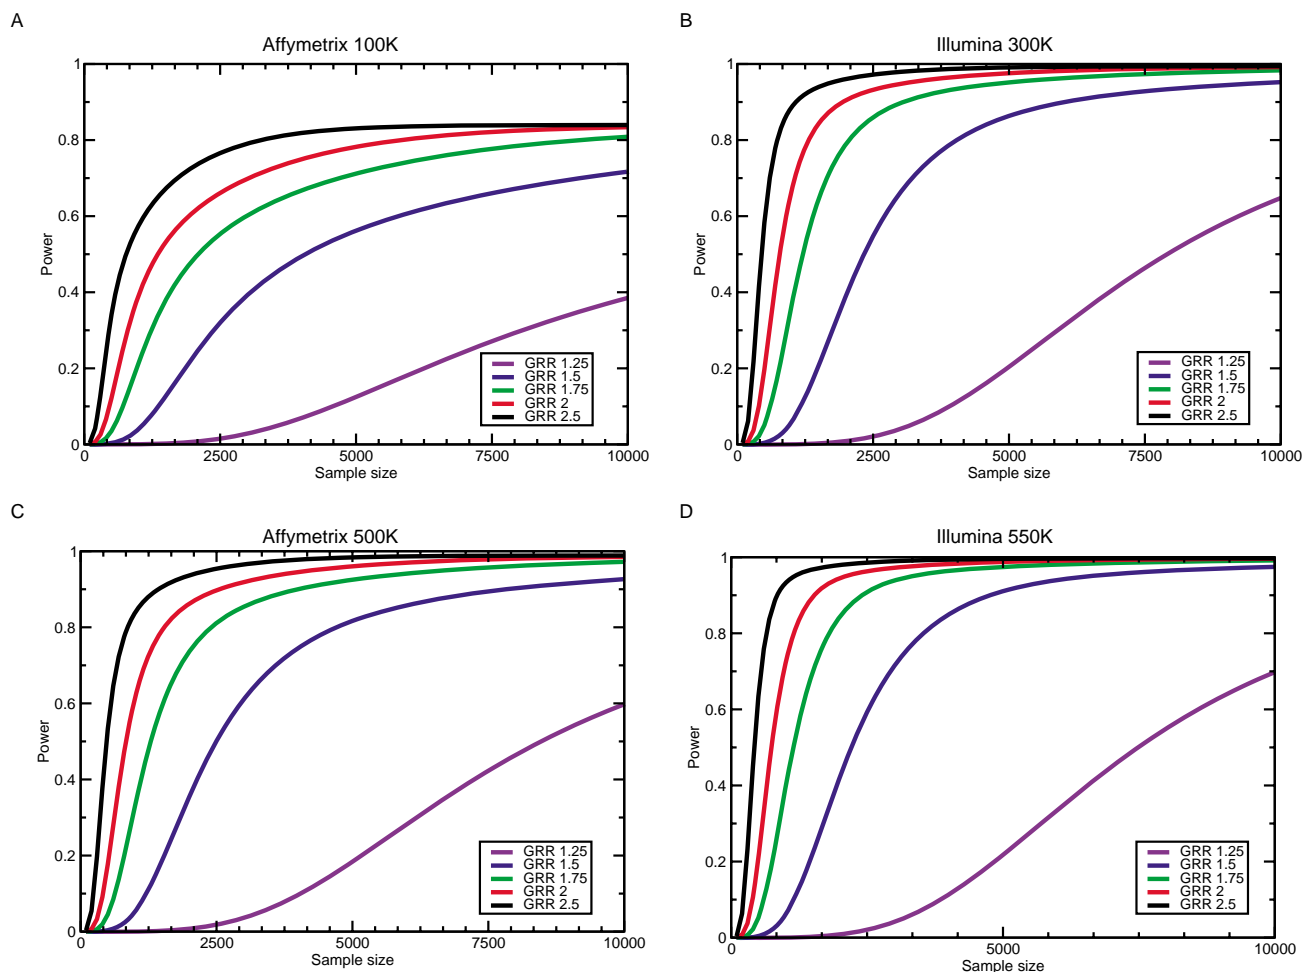 A
Affymetrix 100K
1
0.8
0.6
0.4
0.2
0
Power
0
2500
5000
7500
10000
Sample size
GRR 1.25
GRR 1.5
GRR 1.75
GRR 2
GRR 2.5
B
Illumina 300K
1
0.8
0.6
0.4
0.2
0
Power
0
2500
5000
7500
10000
Sample size
GRR 1.25
GRR 1.5
GRR 1.75
GRR 2
GRR 2.5
C
Affymetrix 500K
1
0.8
0.6
0.4
0.2
0
Power
0
2500
5000
7500
10000
Sample size
GRR 1.25
GRR 1.5
GRR 1.75
GRR 2
GRR 2.5
D
Illumina 550K
1
0.8
0.6
0.4
0.2
0
Power
0
5000
10000
Sample size
GRR 1.25
GRR 1.5
GRR 1.75
GRR 2
GRR 2.5